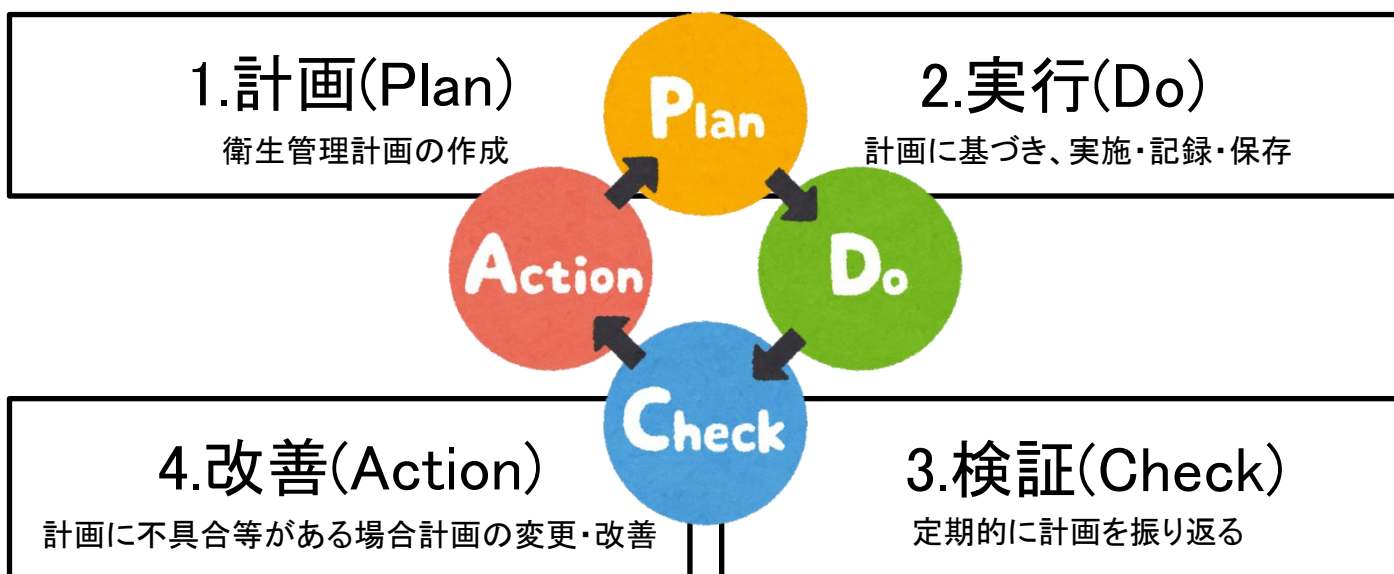 1.計画(Plan)
衛生管理計画の作成
Plan
2.実行(Do)
計画に基づき、実施・記録・保存
Action
Do
Check
4.改善(Action)
計画に不具合等がある場合計画の変更・改善
3.検証(Check)
定期的に計画を振り返る